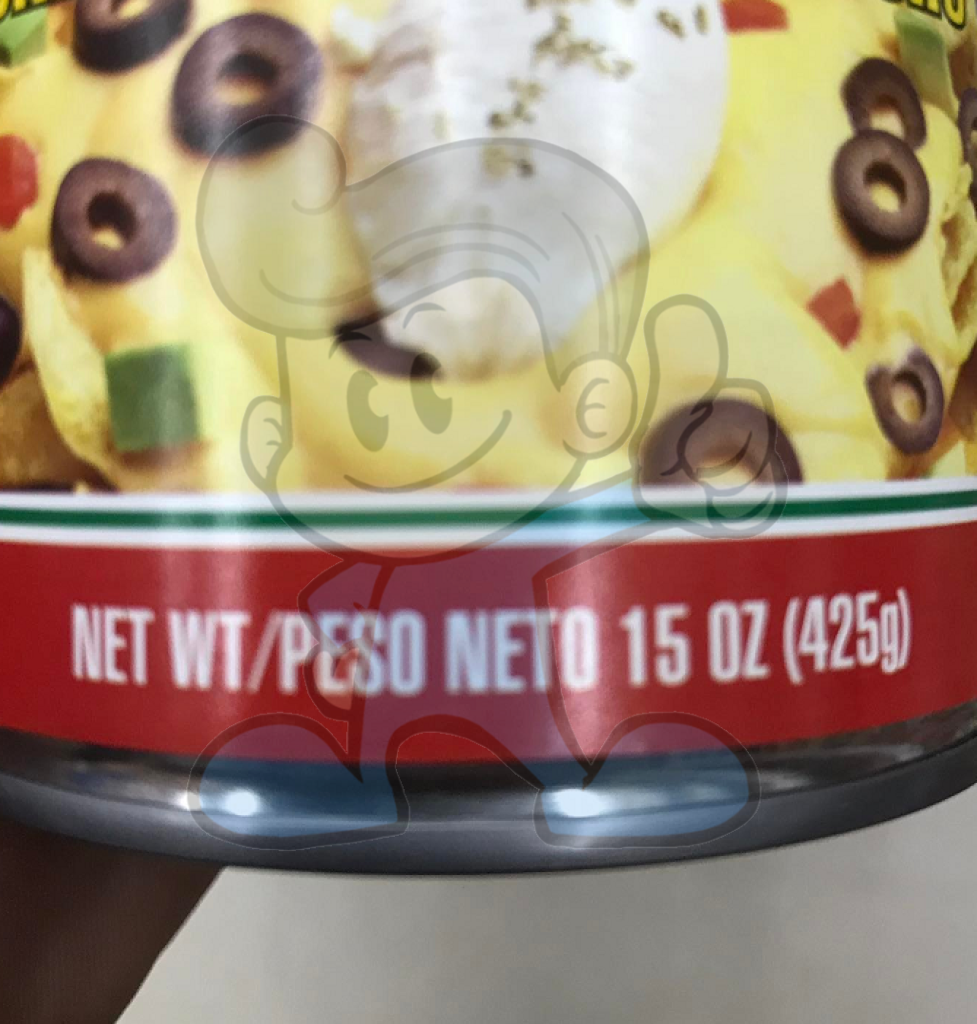 NET WT/PESO NETO 15 OZ (425g)